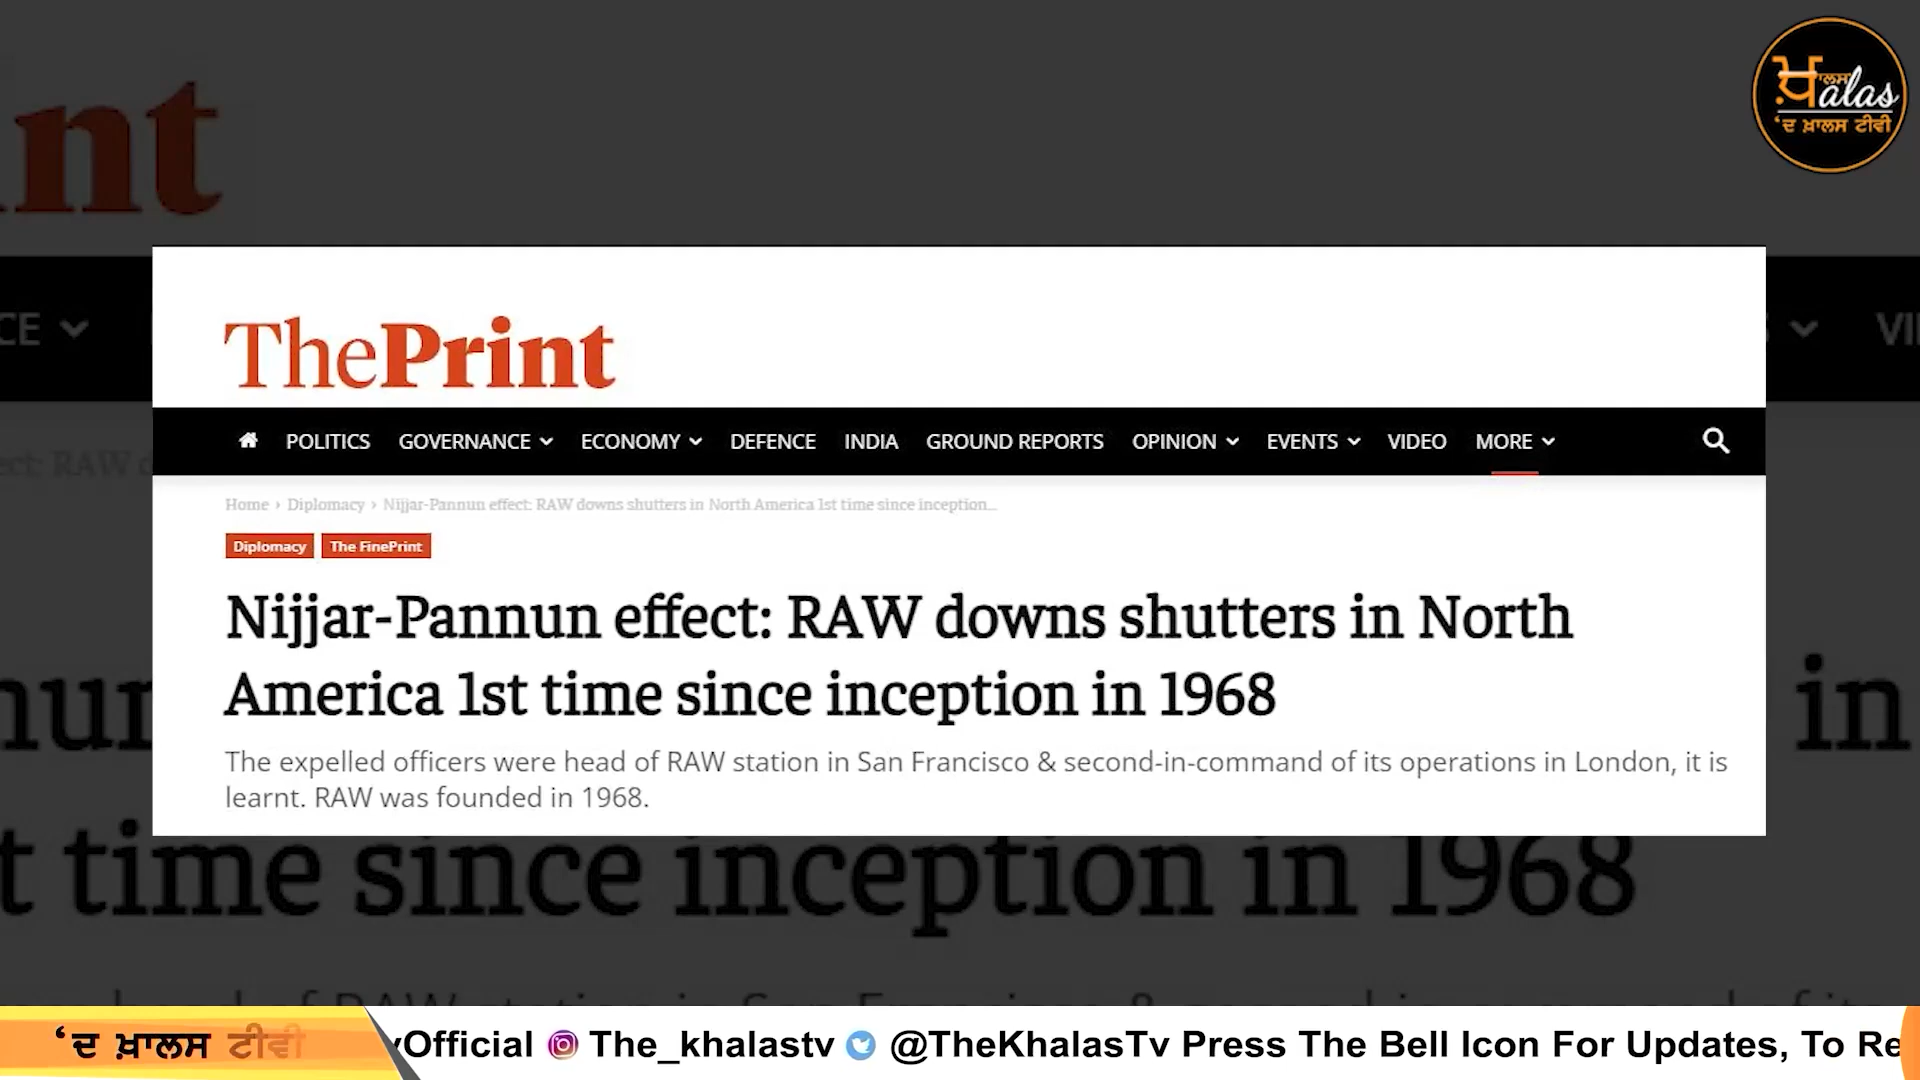 ਖ਼ਾਲਸ alas
‘ਦ ਖ਼ਾਲਸ ਟੀਵੀ
ThePrint
POLITICS GOVERNANCE ECONOMY DEFENCE INDIA GROUND REPORTS OPINION EVENTS VIDEO MORE
Home › Diplomacy › Nijjar-Pannun effect: RAW downs shutters in North America 1st time since inception...
Diplomacy The FinePrint
Nijjar-Pannun effect: RAW downs shutters in North
America 1st time since inception in 1968
The expelled officers were head of RAW station in San Francisco & second-in-command of its operations in London, it is
learnt. RAW was founded in 1968.
t time since inception in 1968
‘ਦ ਖ਼ਾਲਸ ਟੀਵੀ yOfficial The_khalastv @TheKhalasTv Press The Bell Icon For Updates, To Re